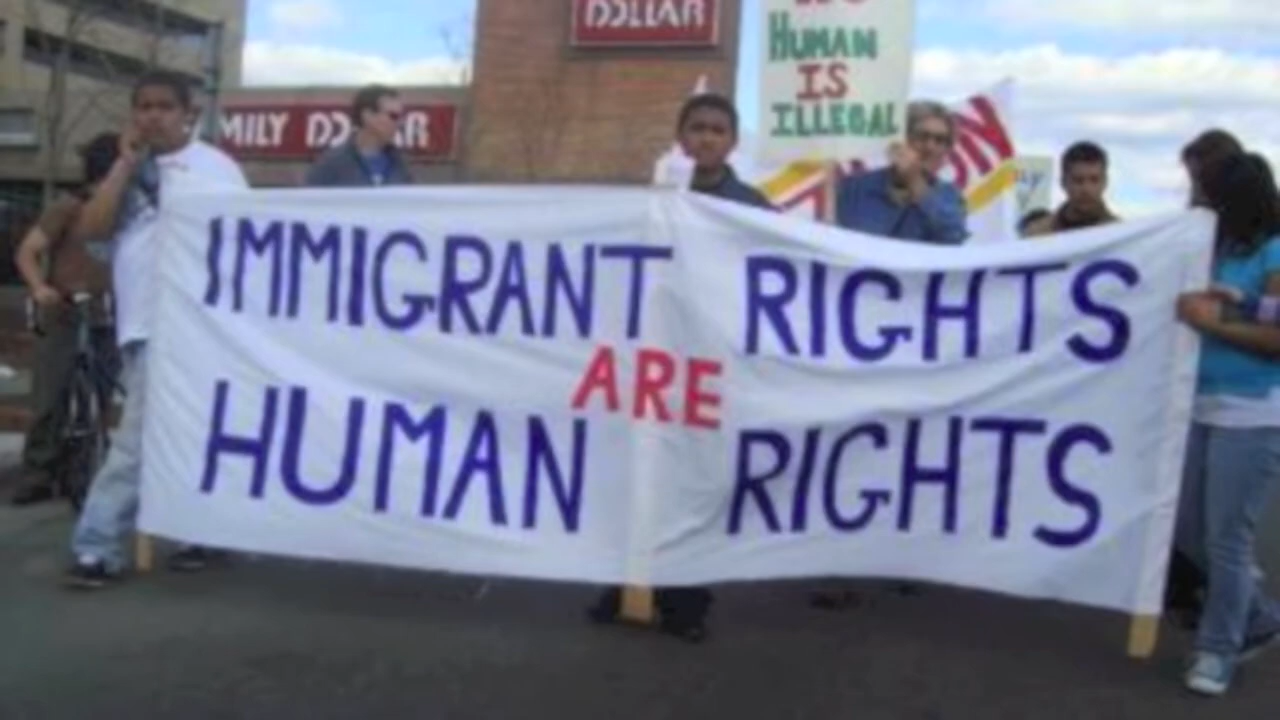 DOLLAR
HUMAN
IS
ILLEGAL
MILY DOLLAR
IMMIGRANT RIGHTS
ARE
HUMAN RIGHTS